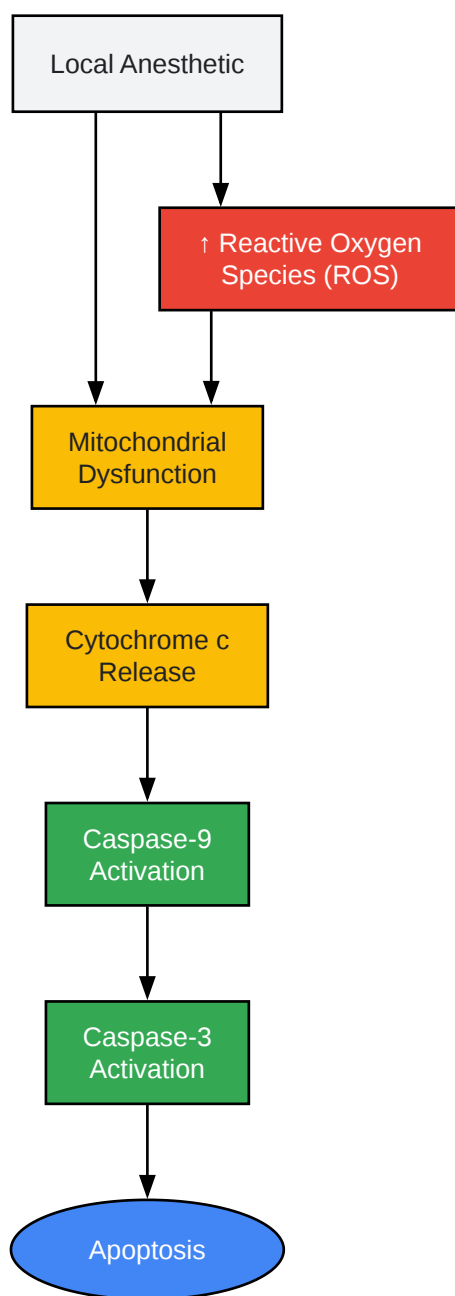 Local Anesthetic
↑ Reactive Oxygen
Species (ROS)
Mitochondrial
Dysfunction
Cytochrome c
Release
Caspase-9
Activation
Caspase-3
Activation
Apoptosis